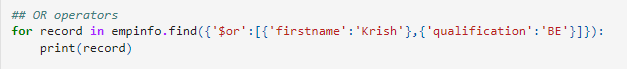 ## OR operators
for record in empinfo.find({'$or':[{'firstname':'Krish'},{'qualification':'BE'}]}):
    print(record)